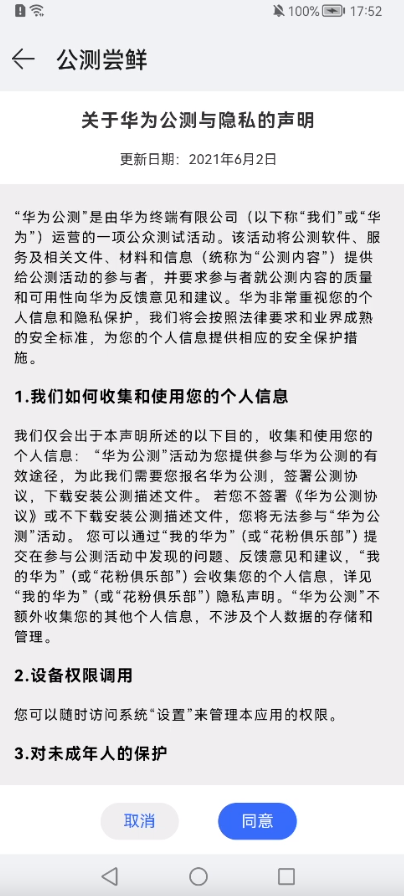 100% 17:52
公测尝鲜
关于华为公测与隐私的声明
更新日期：2021年6月2日
“华为公测”是由华为终端有限公司（以下称“我们”或“华
为”）运营的一项公众测试活动。该活动将公测软件、服
务及相关文件、材料和信息（统称为“公测内容”）提供
给公测活动的参与者，并要求参与者就公测内容的质量
和可用性向华为反馈意见和建议。华为非常重视您的个
人信息和隐私保护，我们将会按照法律要求和业界成熟
的安全标准，为您的个人信息提供相应的安全保护措
施。
1.我们如何收集和使用您的个人信息
我们仅会出于本声明所述的以下目的，收集和使用您的
个人信息： “华为公测”活动为您提供参与华为公测的有
效途径，为此我们需要您报名华为公测，签署公测协
议，下载安装公测描述文件。 若您不签署《华为公测协
议》或不下载安装公测描述文件，您将无法参与“华为公
测”活动。 您可以通过“我的华为”（或“花粉俱乐部”）提
交在参与公测活动中发现的问题、反馈意见和建议，“我
的华为”（或“花粉俱乐部”）会收集您的个人信息，详见
“我的华为”（或“花粉俱乐部”）隐私声明。“华为公测”不
额外收集您的其他个人信息，不涉及个人数据的存储和
管理。
2.设备权限调用
您可以随时访问系统“设置”来管理本应用的权限。
3.对未成年人的保护
取消 同意